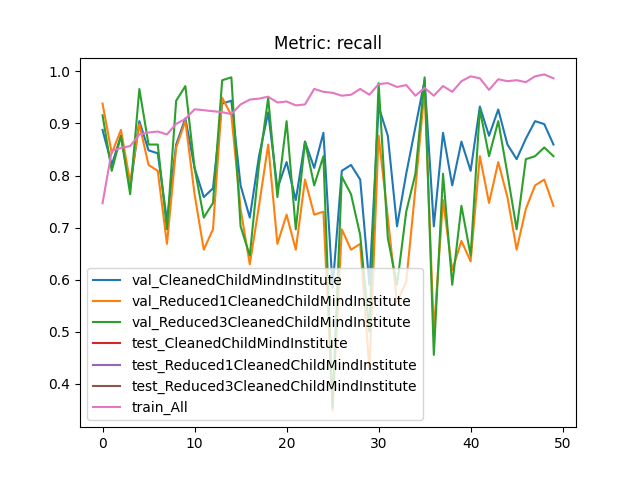 Metric: recall
1.0
0.9
0.8
0.7
0.6
0.5
0.4
val_CleanedChildMindInstitute
val_Reduced1CleanedChildMindInstitute
val_Reduced3CleanedChildMindInstitute
test_CleanedChildMindInstitute
test_Reduced1CleanedChildMindInstitute
test_Reduced3CleanedChildMindInstitute
train_All
0 10 20 30 40 50